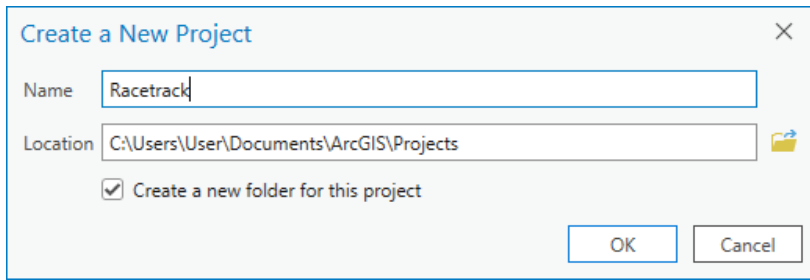 Create a New Project
Name Racetrack
Location C:\Users\User\Documents\ArcGIS\Projects
Create a new folder for this project
OK Cancel